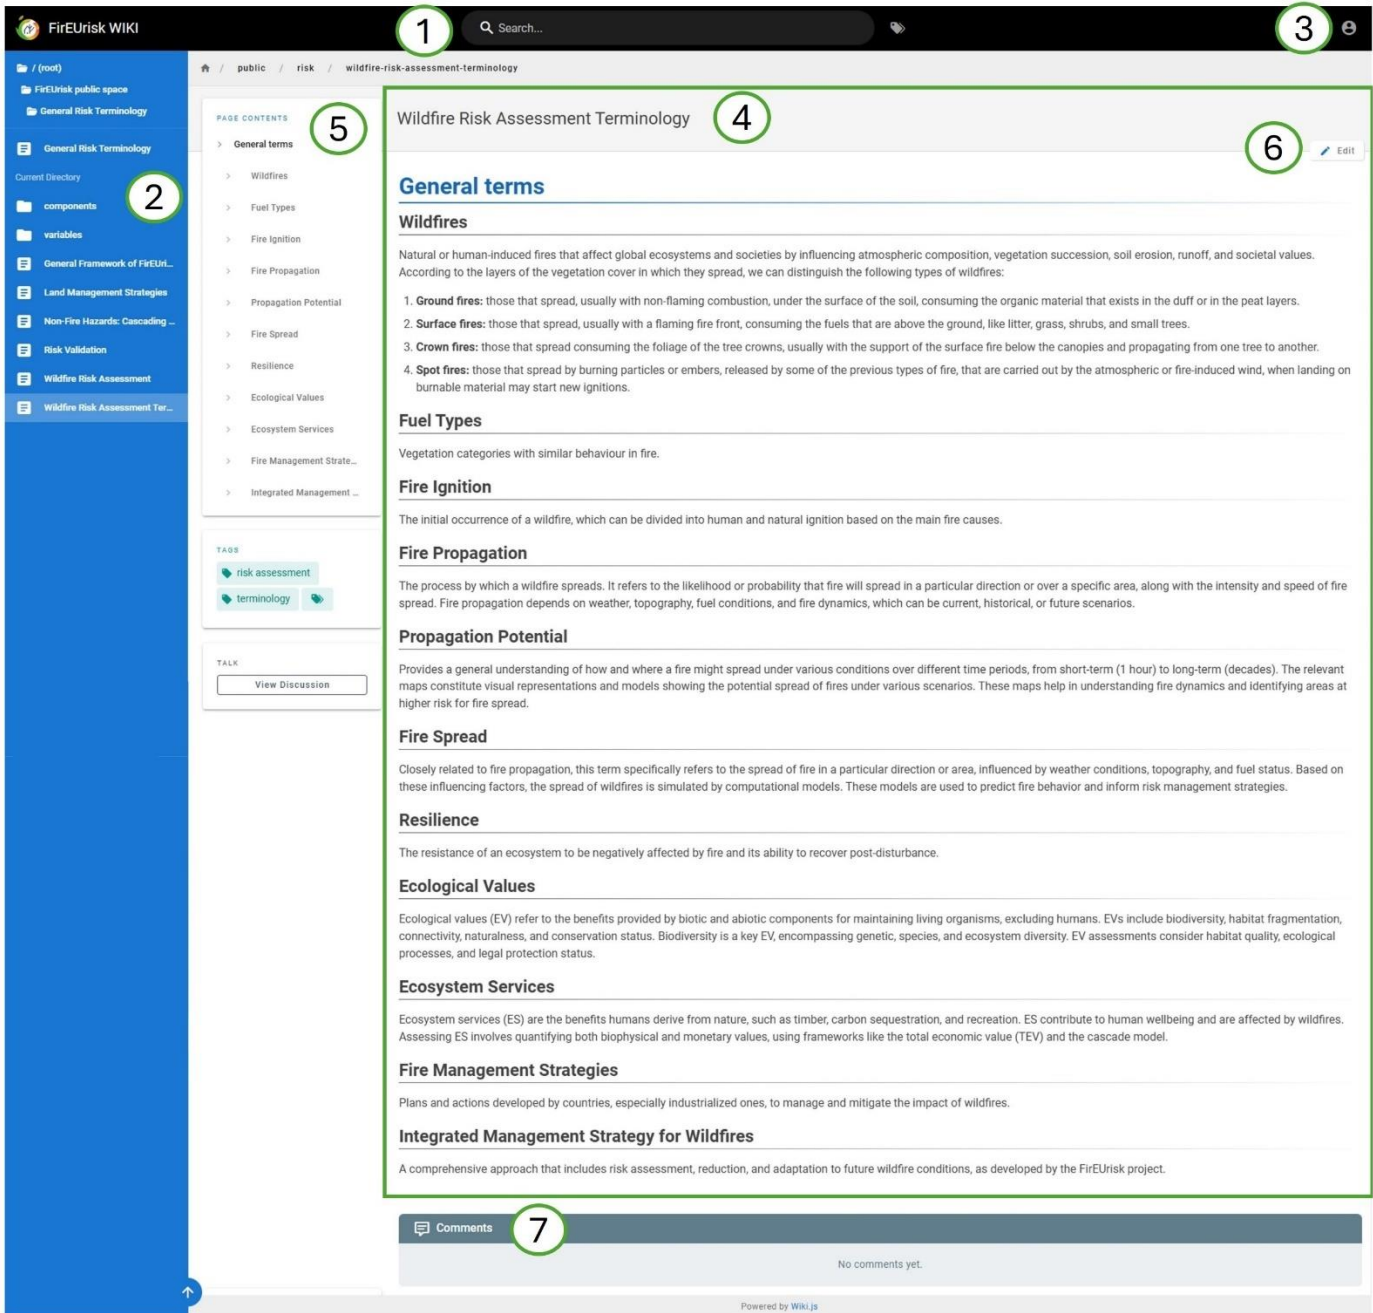 FirEUrisk WIKI
1
Search...
3
/ (root)
FirEUrisk public space
General Risk Terminology
General Risk Terminology
Current Directory
2
components
variables
General Framework of FirEUri...
Land Management Strategies
Non-Fire Hazards: Cascading ...
Risk Validation
Wildfire Risk Assessment
Wildfire Risk Assessment Ter...
/ public / risk / wildfire-risk-assessment-terminology
PAGE CONTENTS
5
General terms
Wildfires
Fuel Types
Fire Ignition
Fire Propagation
Propagation Potential
Fire Spread
Resilience
Ecological Values
Ecosystem Services
Fire Management Strate...
Integrated Management ...
TAGS
risk assessment
terminology
TALK
View Discussion
Wildfire Risk Assessment Terminology
4
6
Edit
General terms
Wildfires
Natural or human-induced fires that affect global ecosystems and societies by influencing atmospheric composition, vegetation succession, soil erosion, runoff, and societal values.
According to the layers of the vegetation cover in which they spread, we can distinguish the following types of wildfires:
1. Ground fires: those that spread, usually with non-flaming combustion, under the surface of the soil, consuming the organic material that exists in the duff or in the peat layers.
2. Surface fires: those that spread, usually with a flaming fire front, consuming the fuels that are above the ground, like litter, grass, shrubs, and small trees.
3. Crown fires: those that spread consuming the foliage of the tree crowns, usually with the support of the surface fire below the canopies and propagating from one tree to another.
4. Spot fires: those that spread by burning particles or embers, released by some of the previous types of fire, that are carried out by the atmospheric or fire-induced wind, when landing on
burnable material may start new ignitions.
Fuel Types
Vegetation categories with similar behaviour in fire.
Fire Ignition
The initial occurrence of a wildfire, which can be divided into human and natural ignition based on the main fire causes.
Fire Propagation
The process by which a wildfire spreads. It refers to the likelihood or probability that fire will spread in a particular direction or over a specific area, along with the intensity and speed of fire
spread. Fire propagation depends on weather, topography, fuel conditions, and fire dynamics, which can be current, historical, or future scenarios.
Propagation Potential
Provides a general understanding of how and where a fire might spread under various conditions over different time periods, from short-term (1 hour) to long-term (decades). The relevant
maps constitute visual representations and models showing the potential spread of fires under various scenarios. These maps help in understanding fire dynamics and identifying areas at
higher risk for fire spread.
Fire Spread
Closely related to fire propagation, this term specifically refers to the spread of fire in a particular direction or area, influenced by weather conditions, topography, and fuel status. Based on
these influencing factors, the spread of wildfires is simulated by computational models. These models are used to predict fire behavior and inform risk management strategies.
Resilience
The resistance of an ecosystem to be negatively affected by fire and its ability to recover post-disturbance.
Ecological Values
Ecological values (EV) refer to the benefits provided by biotic and abiotic components for maintaining living organisms, excluding humans. EVs include biodiversity, habitat fragmentation,
connectivity, naturalness, and conservation status. Biodiversity is a key EV, encompassing genetic, species, and ecosystem diversity. EV assessments consider habitat quality, ecological
processes, and legal protection status.
Ecosystem Services
Ecosystem services (ES) are the benefits humans derive from nature, such as timber, carbon sequestration, and recreation. ES contribute to human wellbeing and are affected by wildfires.
Assessing ES involves quantifying both biophysical and monetary values, using frameworks like the total economic value (TEV) and the cascade model.
Fire Management Strategies
Plans and actions developed by countries, especially industrialized ones, to manage and mitigate the impact of wildfires.
Integrated Management Strategy for Wildfires
A comprehensive approach that includes risk assessment, reduction, and adaptation to future wildfire conditions, as developed by the FirEUrisk project.
Comments
7
No comments yet.
Powered by Wiki.js